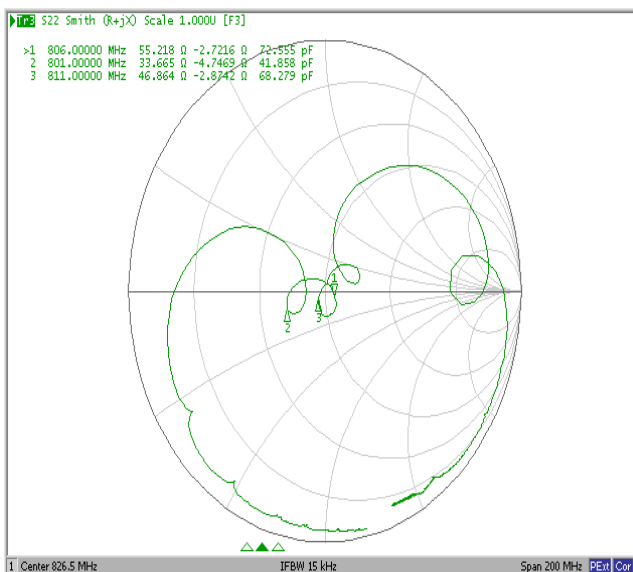 Tr3 S22 Smith (R+jX) Scale 1.000U [F3]
>1 806.00000 MHz 55.218 Ω -2.7216 Ω 72.555 pF
2 801.00000 MHz 33.665 Ω -4.7469 Ω 41.858 pF
3 811.00000 MHz 46.864 Ω -2.8742 Ω 68.279 pF
1
2
3
1 Center 826.5 MHz IFBW 15 kHz Span 200 MHz PExt Cor